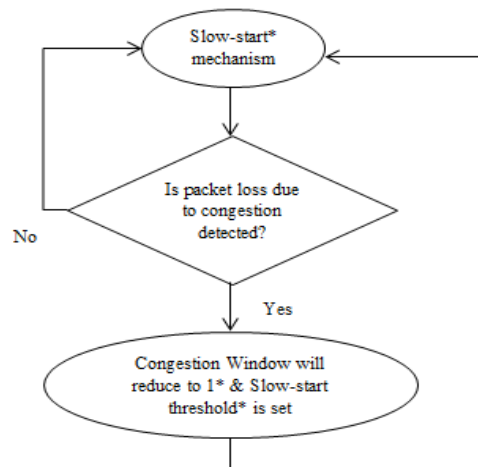 Slow-start*
mechanism
Is packet loss due
to congestion
detected?
No
Yes
Congestion Window will
reduce to 1* & Slow-start
threshold* is set